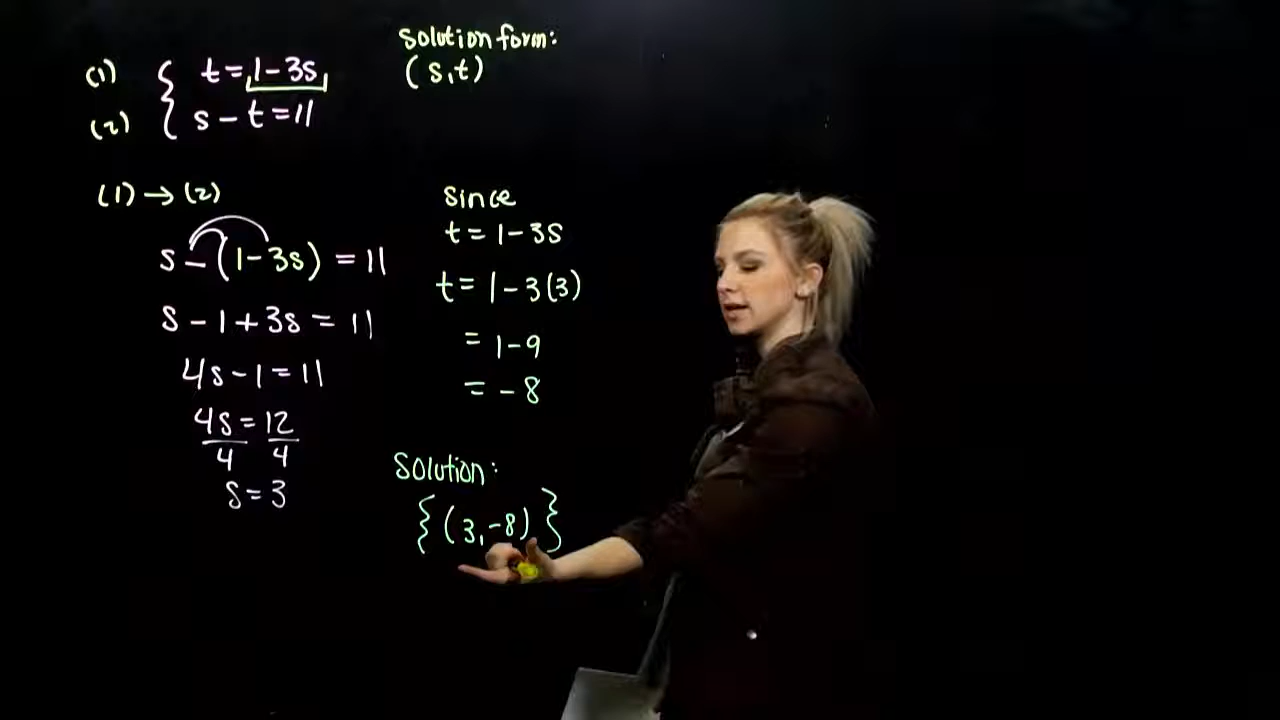 (1) { t = 1 - 3s
(2) { s - t = 11
Solution form:
(s,t)
(1) → (2)
s - (1 - 3s) = 11
s - 1 + 3s = 11
4s - 1 = 11
4s = 12
4 4
s = 3
since
t = 1 - 3s
t = 1 - 3(3)
= 1 - 9
= - 8
Solution:
{(3, -8)}